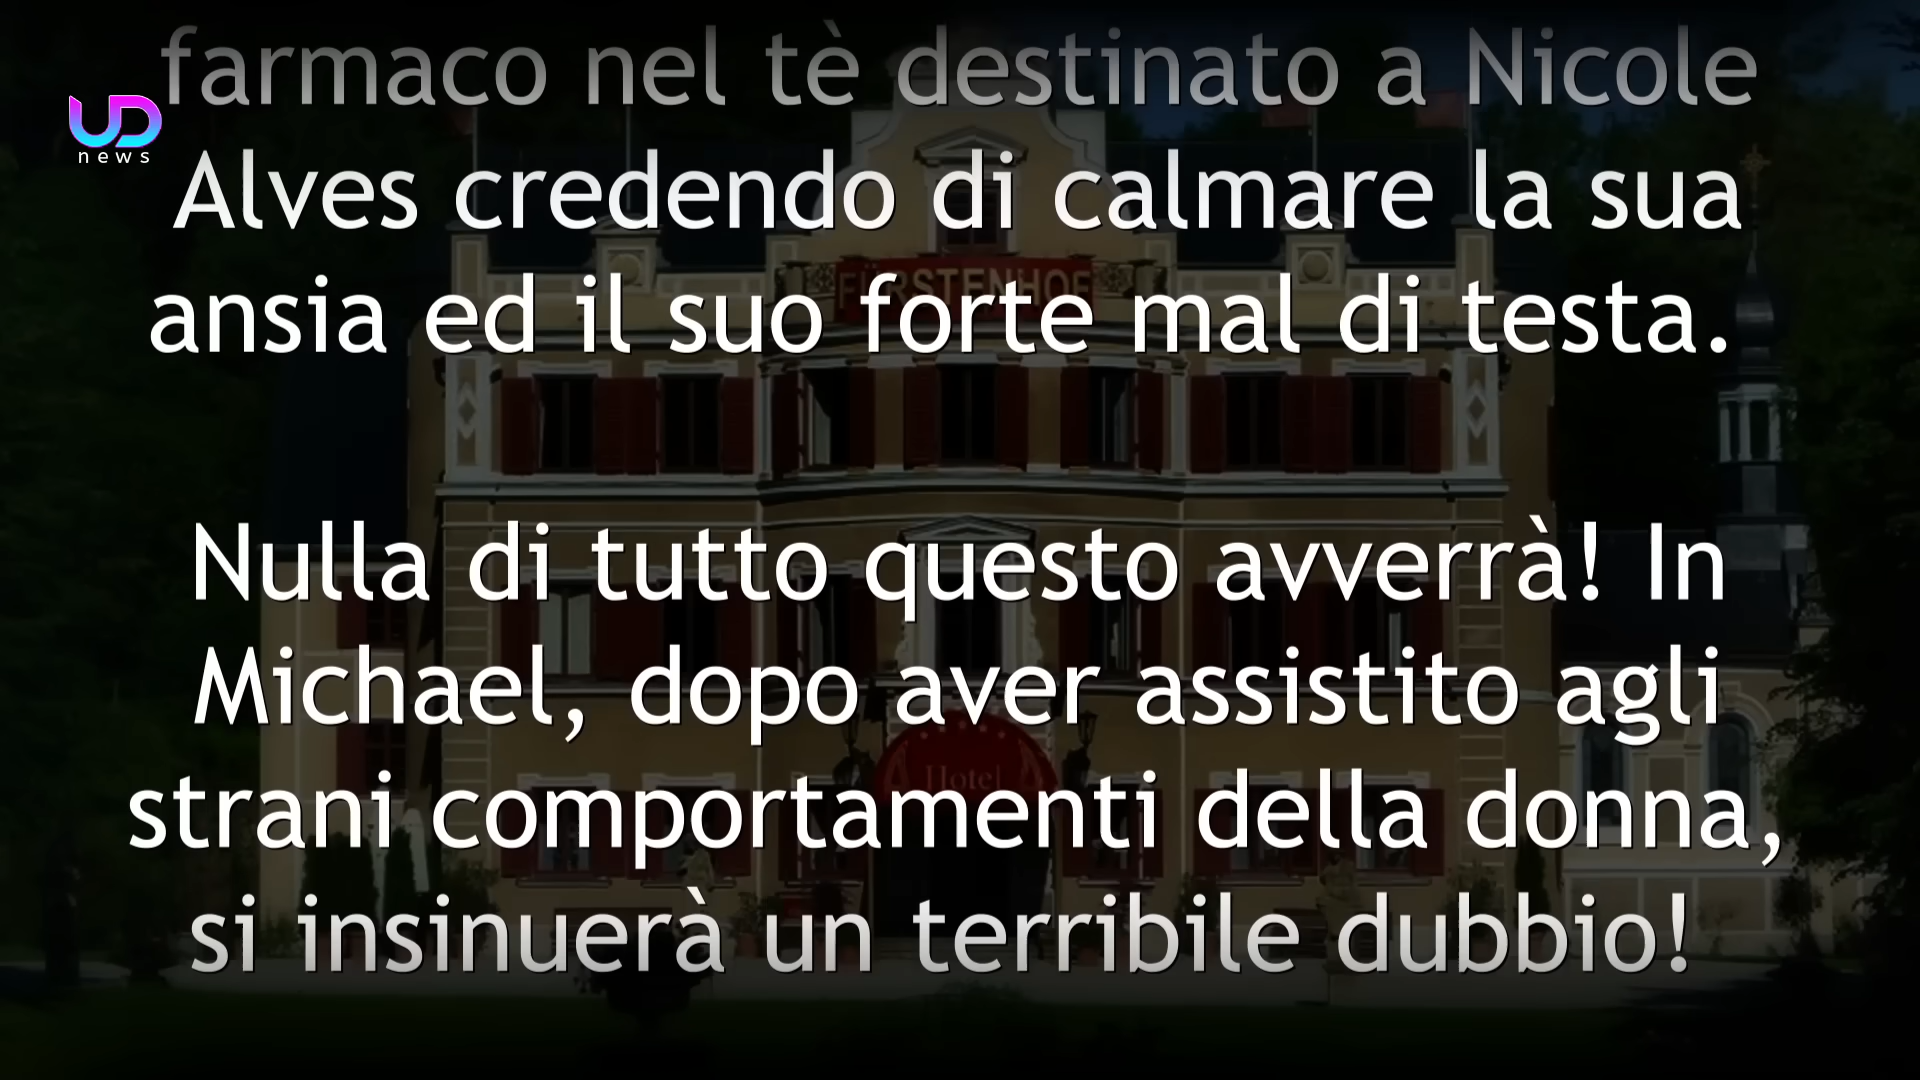 farmaco nel tè destinato a Nicole
UD
news
Alves credendo di calmare la sua
ansia ed il suo forte mal di testa.
FÜRSTENHOF
Nulla di tutto questo avverrà! In
Michael, dopo aver assistito agli
strani comportamenti della donna,
Hotel
si insinuerà un terribile dubbio!